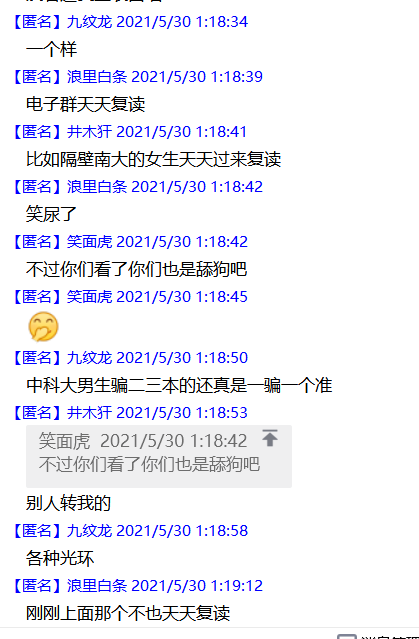 【匿名】九纹龙 2021/5/30 1:18:34
一个样
【匿名】浪里白条 2021/5/30 1:18:39
电子群天天复读
【匿名】井木犴 2021/5/30 1:18:41
比如隔壁南大的女生天天过来复读
【匿名】浪里白条 2021/5/30 1:18:42
笑尿了
【匿名】笑面虎 2021/5/30 1:18:42
不过你们看了你们也是舔狗吧
【匿名】笑面虎 2021/5/30 1:18:45
【匿名】九纹龙 2021/5/30 1:18:50
中科大男生骗二三本的还真是一骗一个准
【匿名】井木犴 2021/5/30 1:18:53
笑面虎 2021/5/30 1:18:42
不过你们看了你们也是舔狗吧
别人转我的
【匿名】九纹龙 2021/5/30 1:18:58
各种光环
【匿名】浪里白条 2021/5/30 1:19:12
刚刚上面那个不也天天复读